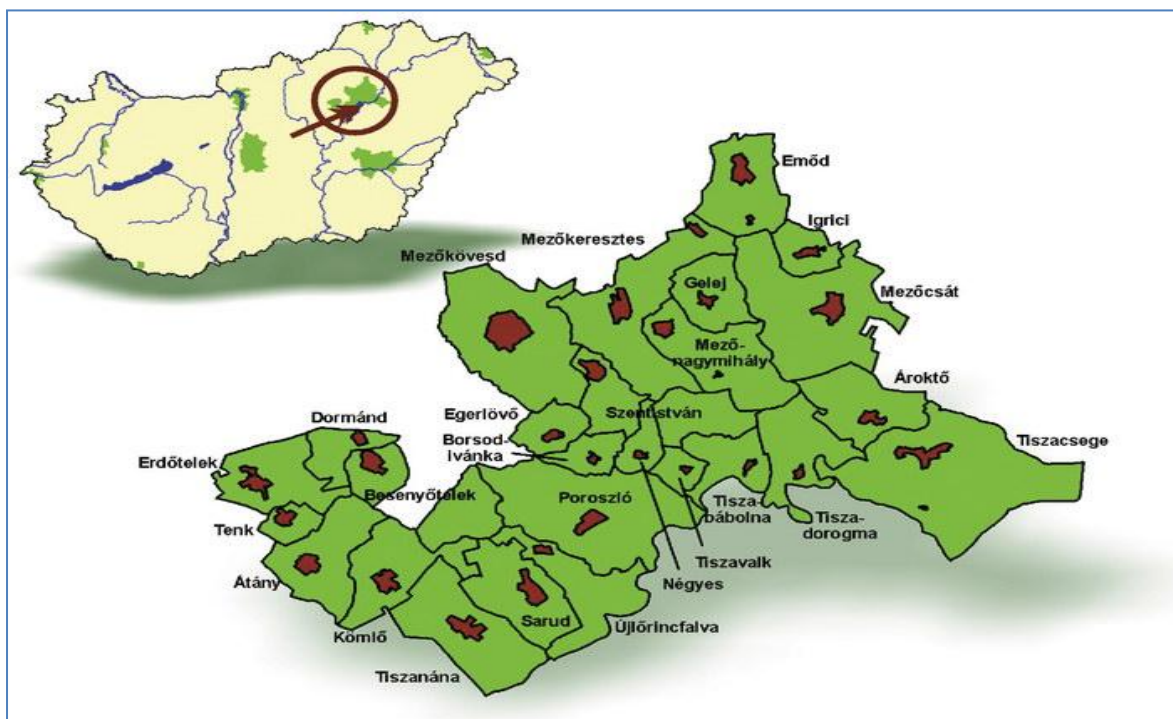 Emőd
Igrici
Mezőkeresztes
Mezőkövesd
Gelej
Mezőcsát
Mező-
nagymihály
Ároktő
Egerlövő
Szentistván
Dormánd
Borsod-
ivánka
Tiszacsege
Erdőtelek
Besenyőtelek
Poroszló
Tisza-
bábolna
Tisza-
dorogma
Tenk
Tiszavalk
Négyes
Átány
Sarud
Újlőrincfalva
Kömlő
Tiszanána